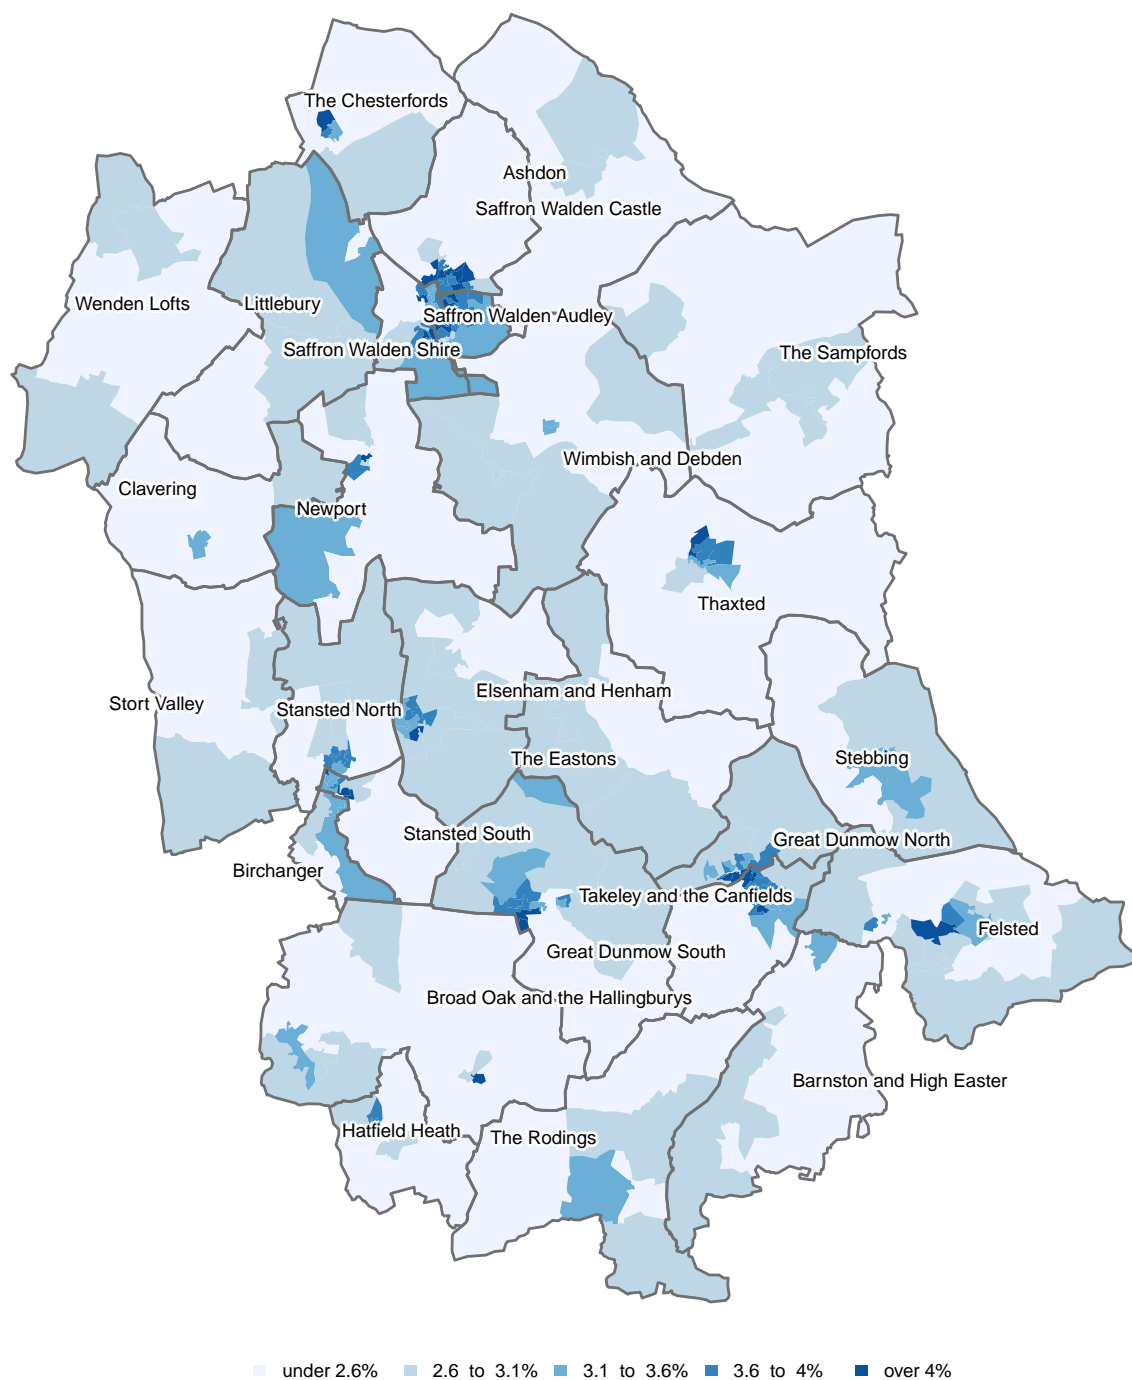 The Chesterfords
Ashdon
Saffron Walden Castle
Wenden Lofts
Littlebury
Saffron Walden Audley
Saffron Walden Shire
The Sampfords
Wimbish and Debden
Clavering
Newport
Thaxted
Elsenham and Henham
Stort Valley
Stansted North
The Eastons
Stebbing
Stansted South
Great Dunmow North
Birchanger
Takeley and the Canfields
Felsted
Great Dunmow South
Broad Oak and the Hallingburys
Barnston and High Easter
Hatfield Heath
The Rodings
under 2.6% 2.6 to 3.1% 3.1 to 3.6% 3.6 to 4% over 4%